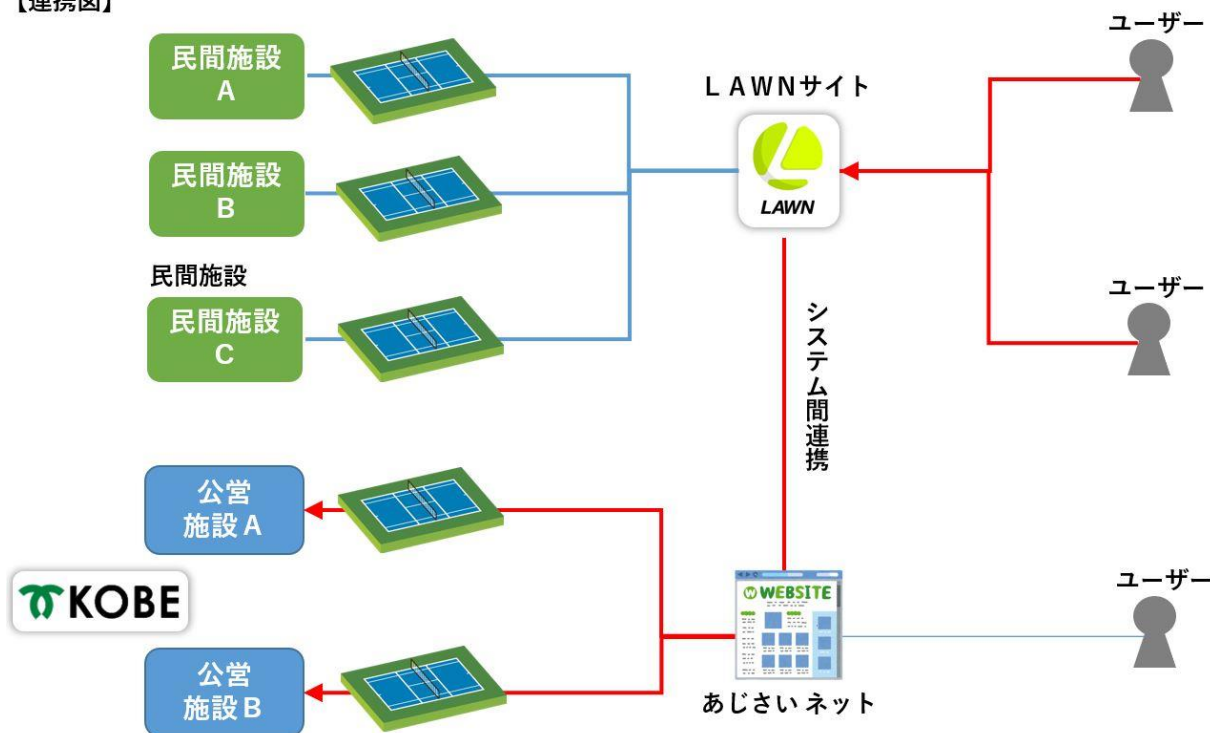 【連携図】
ユーザー
民間施設
A
LAWNサイト
LAWN
民間施設
B
民間施設
民間施設
C
ユーザー
システム間連携
公営
施設A
KOBE
WEBSITE
ユーザー
公営
施設B
あじさい ネット